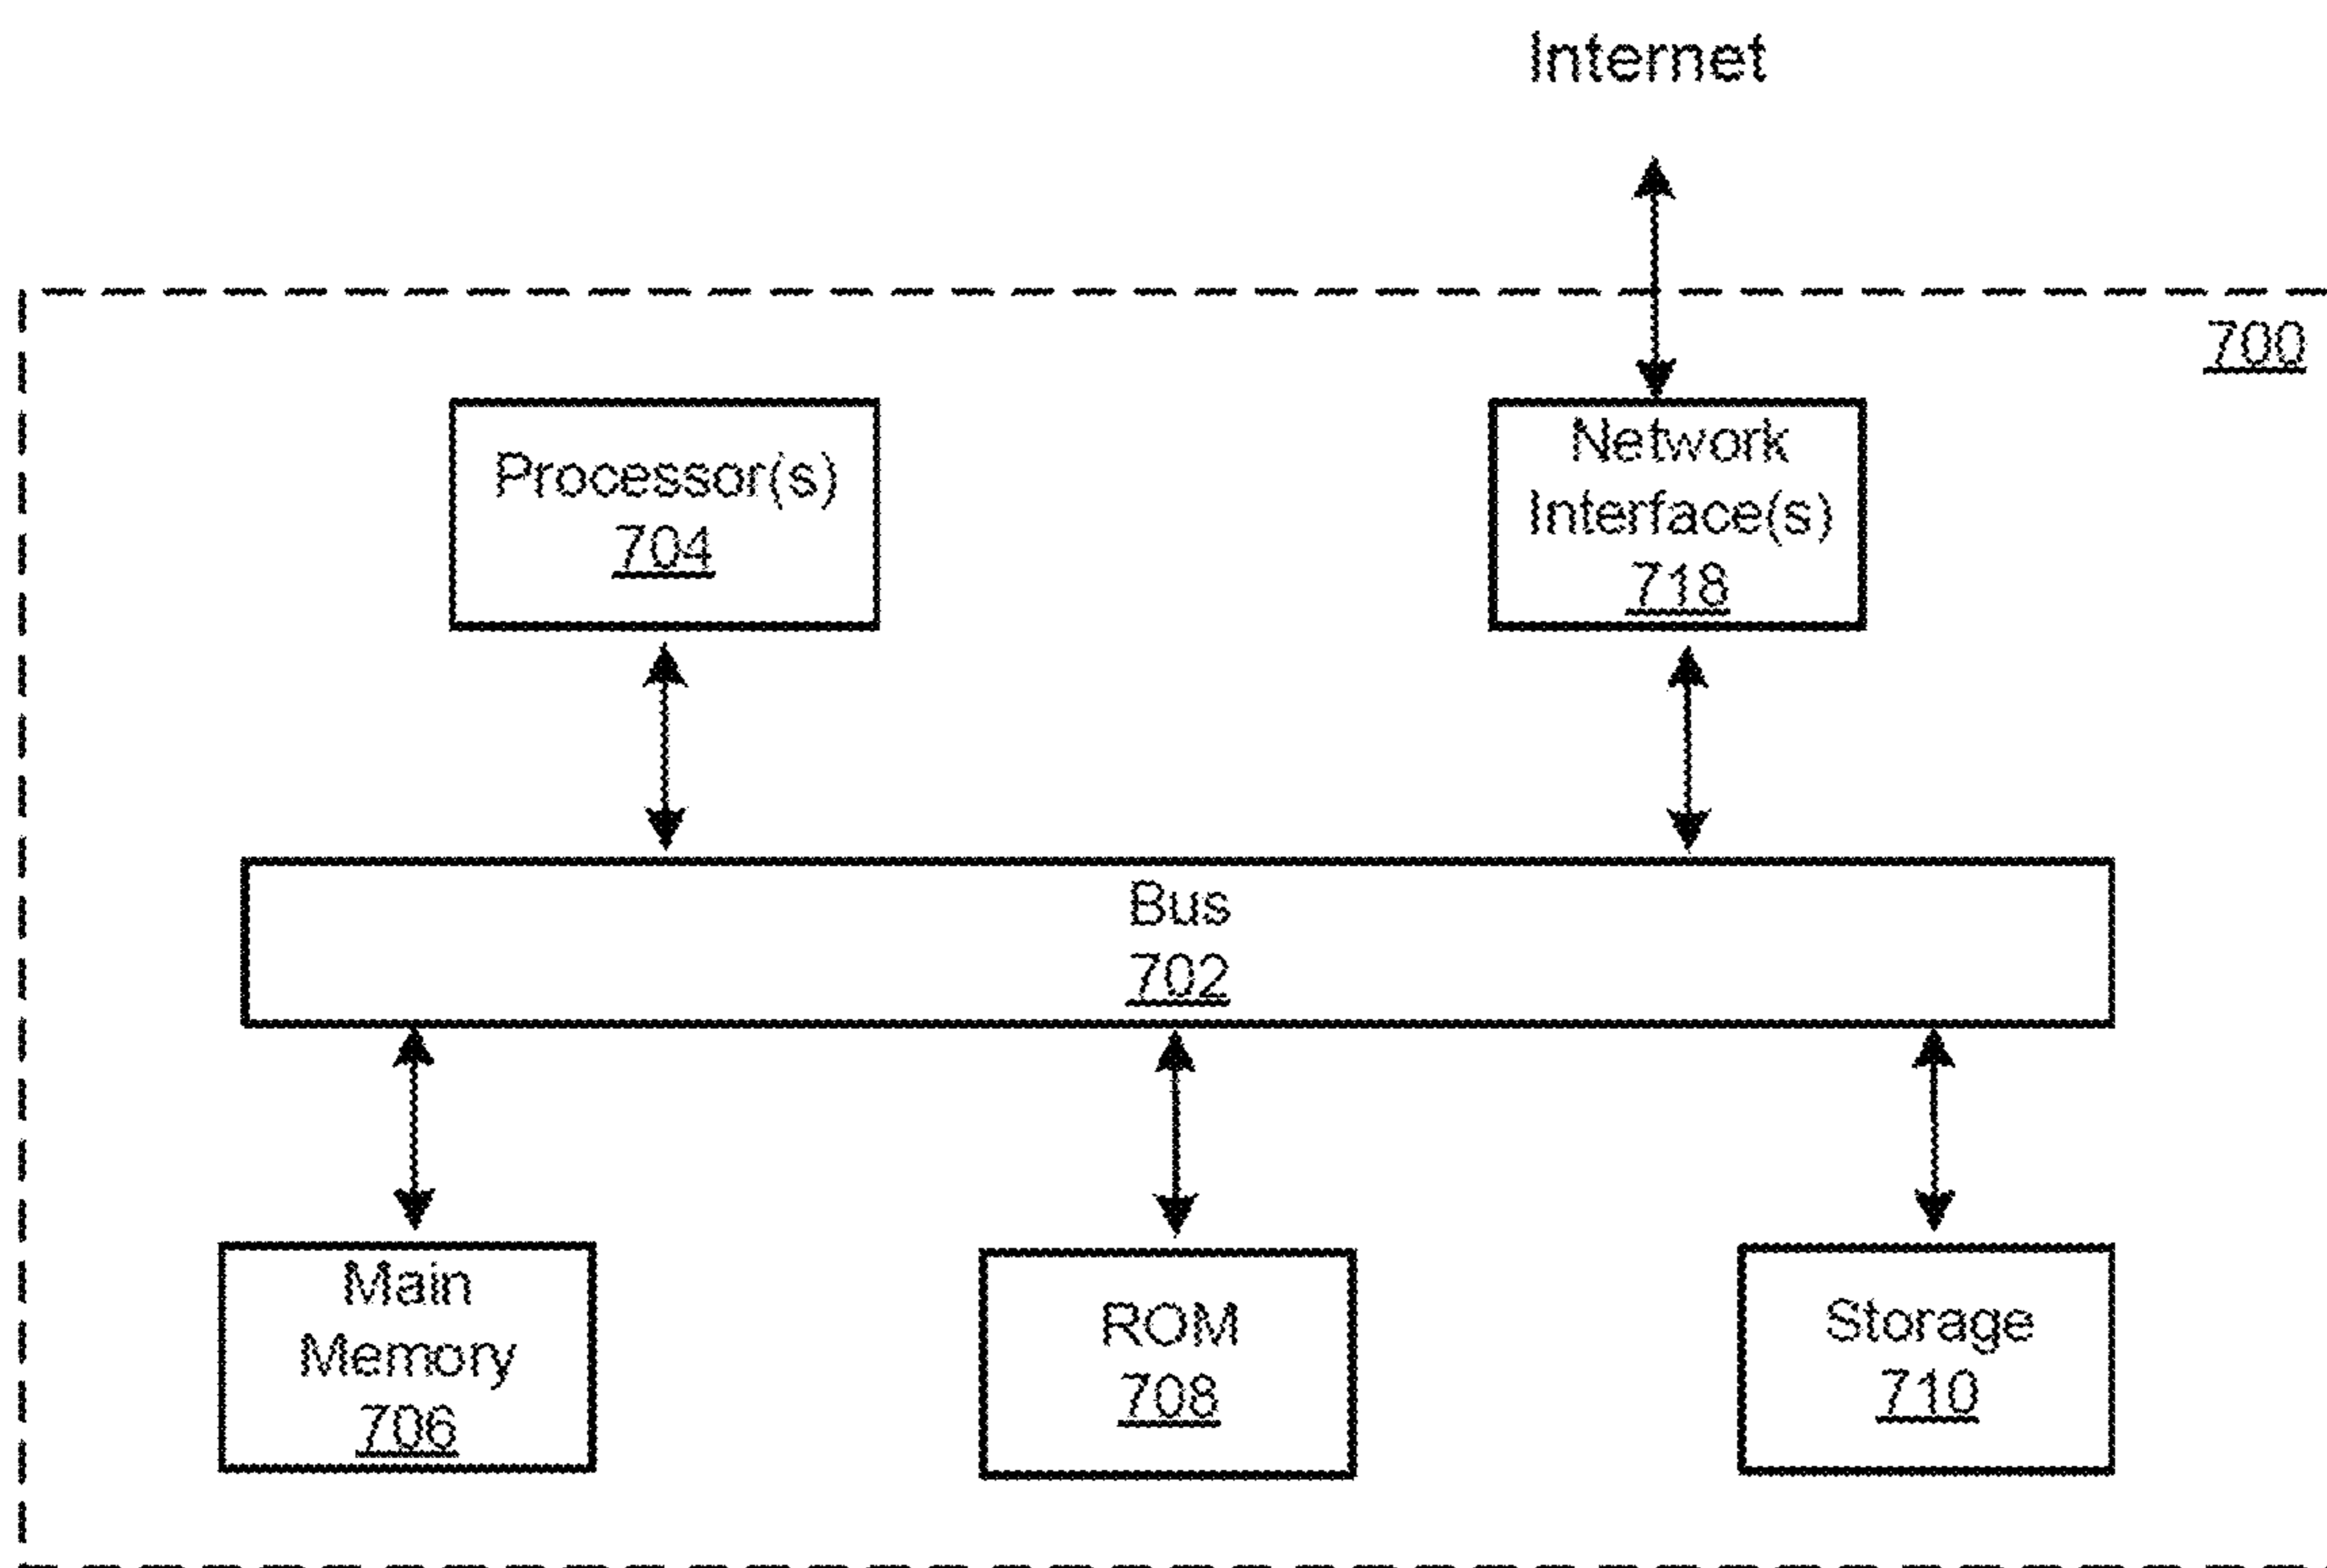 Internet
700
Processor(s)
704
Network
Interface(s)
718
Bus
702
Main
Memory
706
ROM
708
Storage
710